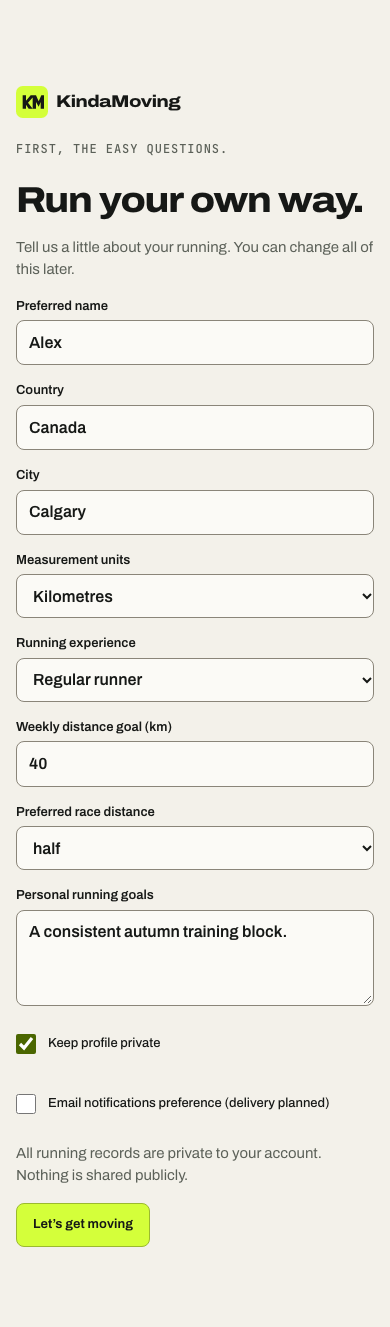 KM KindaMoving
FIRST, THE EASY QUESTIONS.
Run your own way.
Tell us a little about your running. You can change all of
this later.
Preferred name
Alex
Country
Canada
City
Calgary
Measurement units
Kilometres
Running experience
Regular runner
Weekly distance goal (km)
40
Preferred race distance
half
Personal running goals
A consistent autumn training block.
Keep profile private
Email notifications preference (delivery planned)
All running records are private to your account.
Nothing is shared publicly.
Let’s get moving